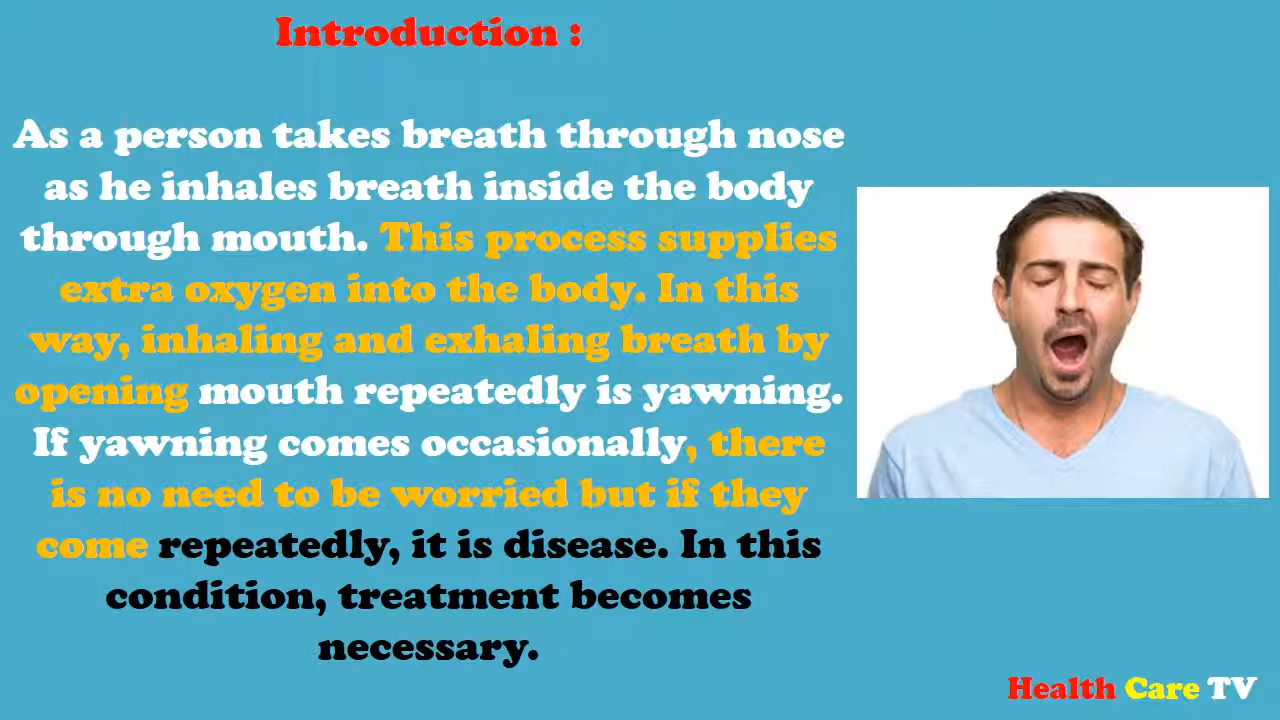 Introduction :
As a person takes breath through nose
as he inhales breath inside the body
through mouth. This process supplies
extra oxygen into the body. In this
way, inhaling and exhaling breath by
opening mouth repeatedly is yawning.
If yawning comes occasionally, there
is no need to be worried but if they
come repeatedly, it is disease. In this
condition, treatment becomes
necessary.
Health Care TV